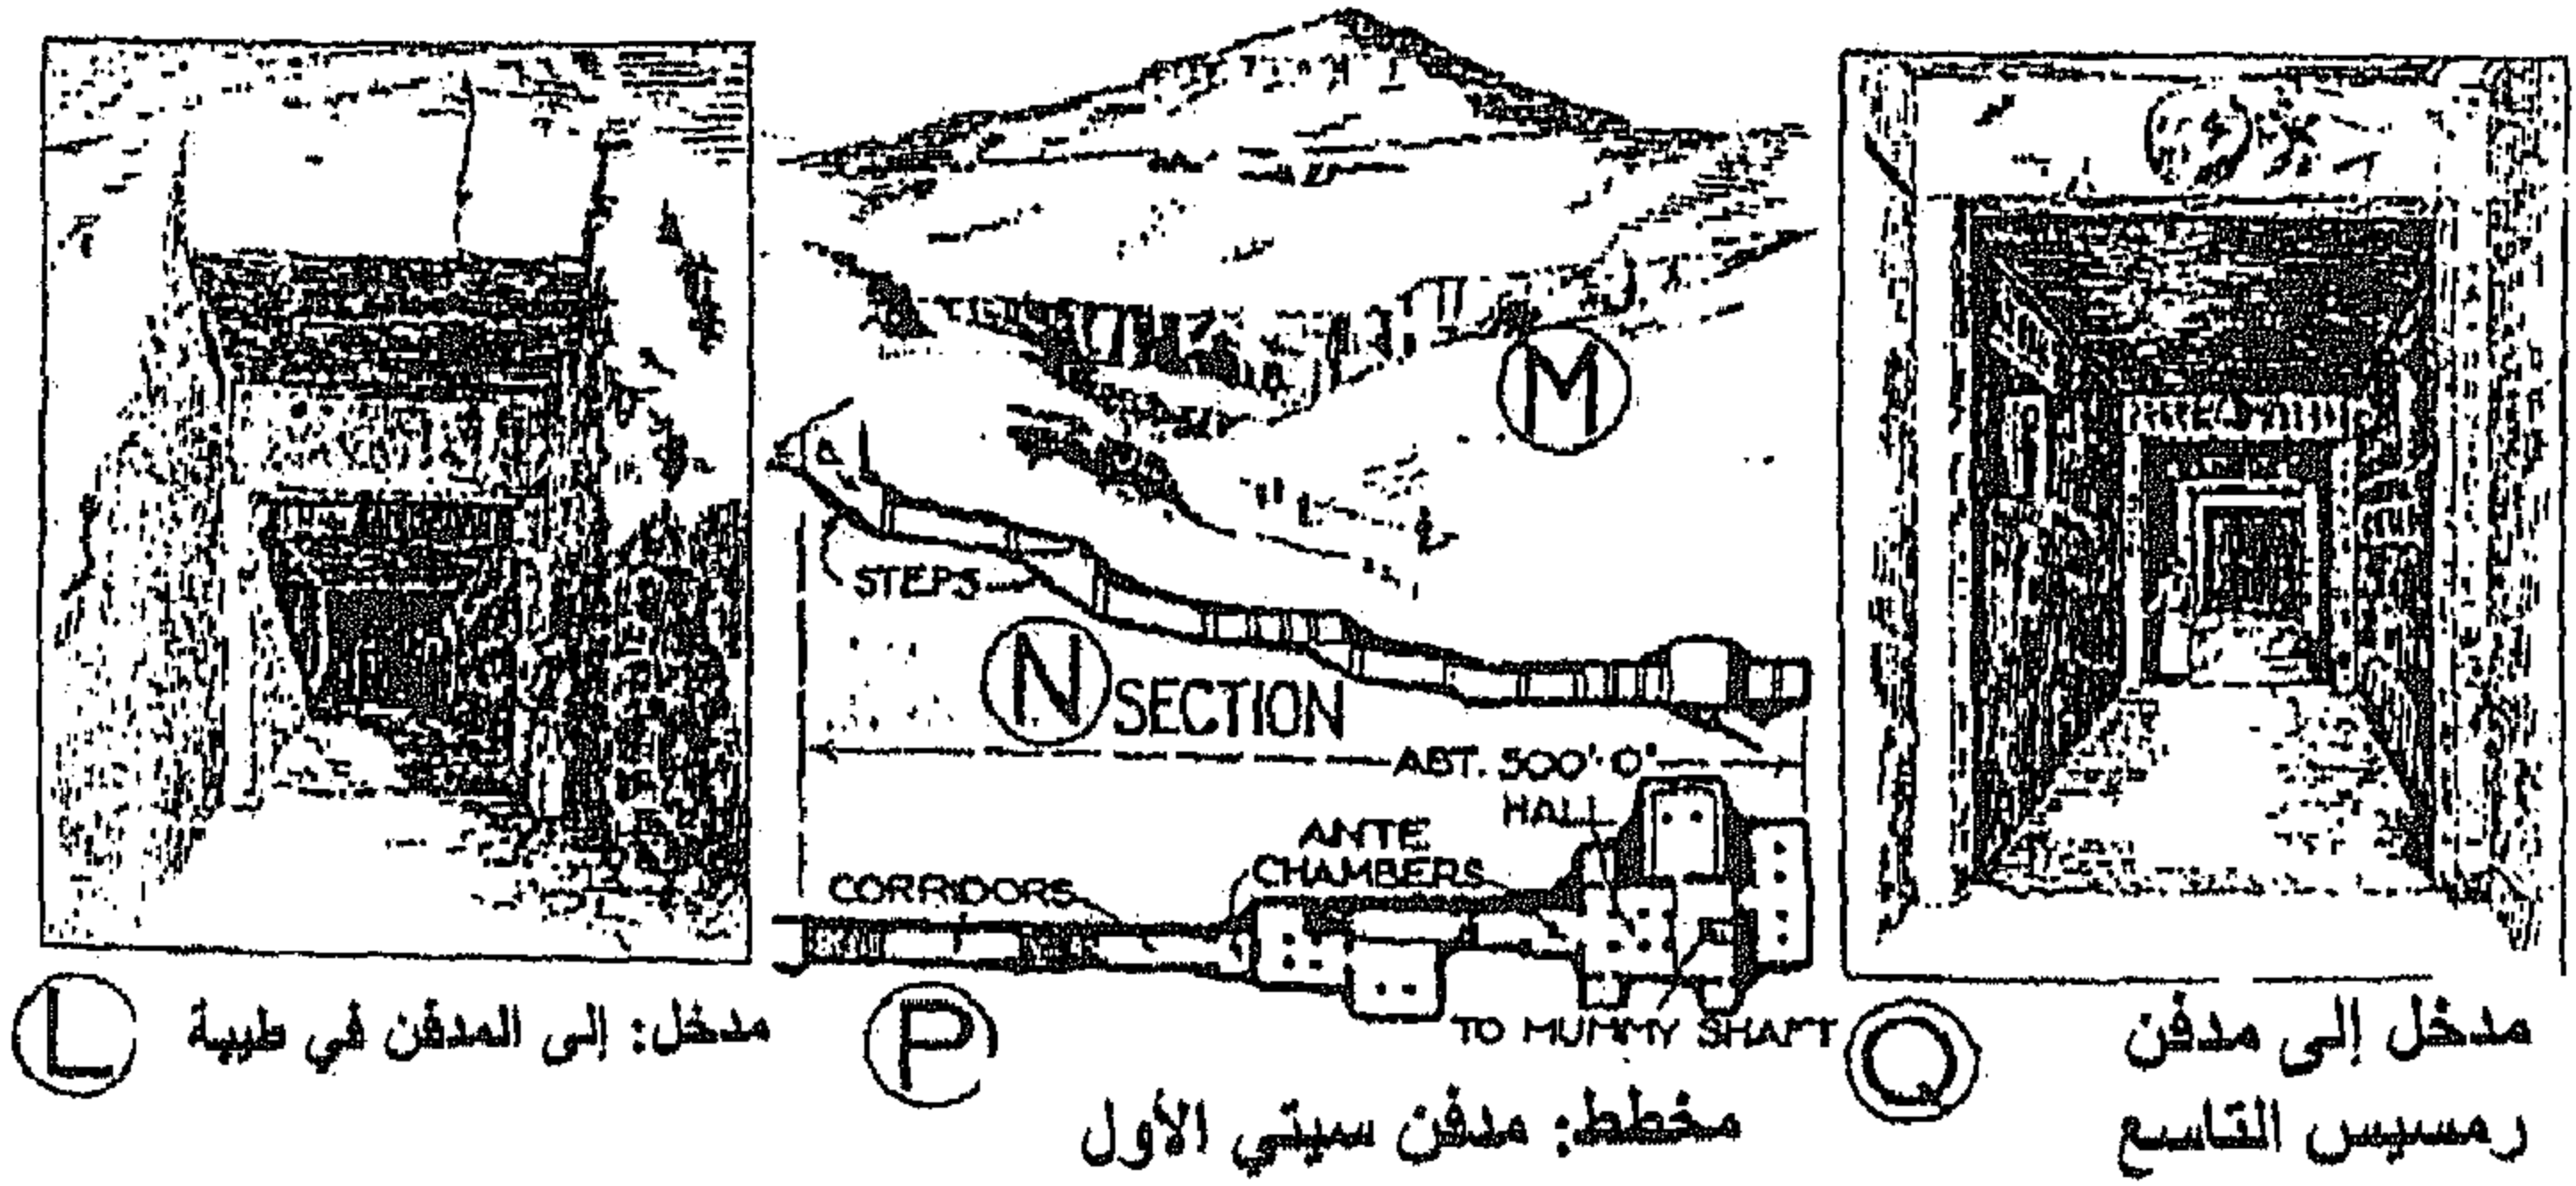 M
STEPS
N SECTION
ABT. 500'·0"
HALL
ANTE
CHAMBERS
CORRIDORS
TO MUMMY SHAFT
L
مدخل: إلى المدفن في طيبة
P
مخطط: مدفن سيتي الأول
Q
مدخل إلى مدفن
رمسيس التاسع